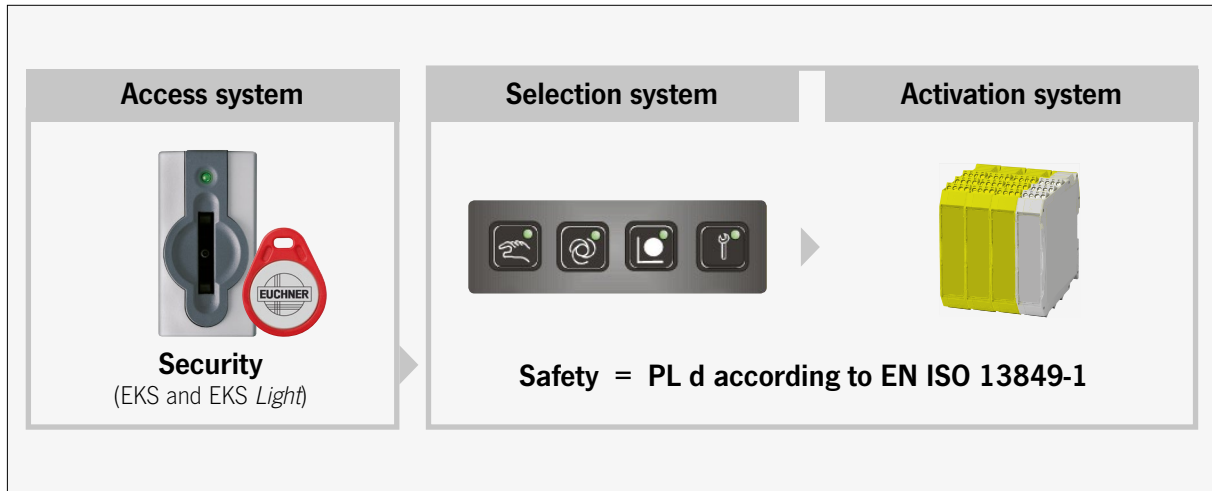 Access system
Selection system
Activation system
EUCHNER
Security
(EKS and EKS Light)
Safety = PL d according to EN ISO 13849-1